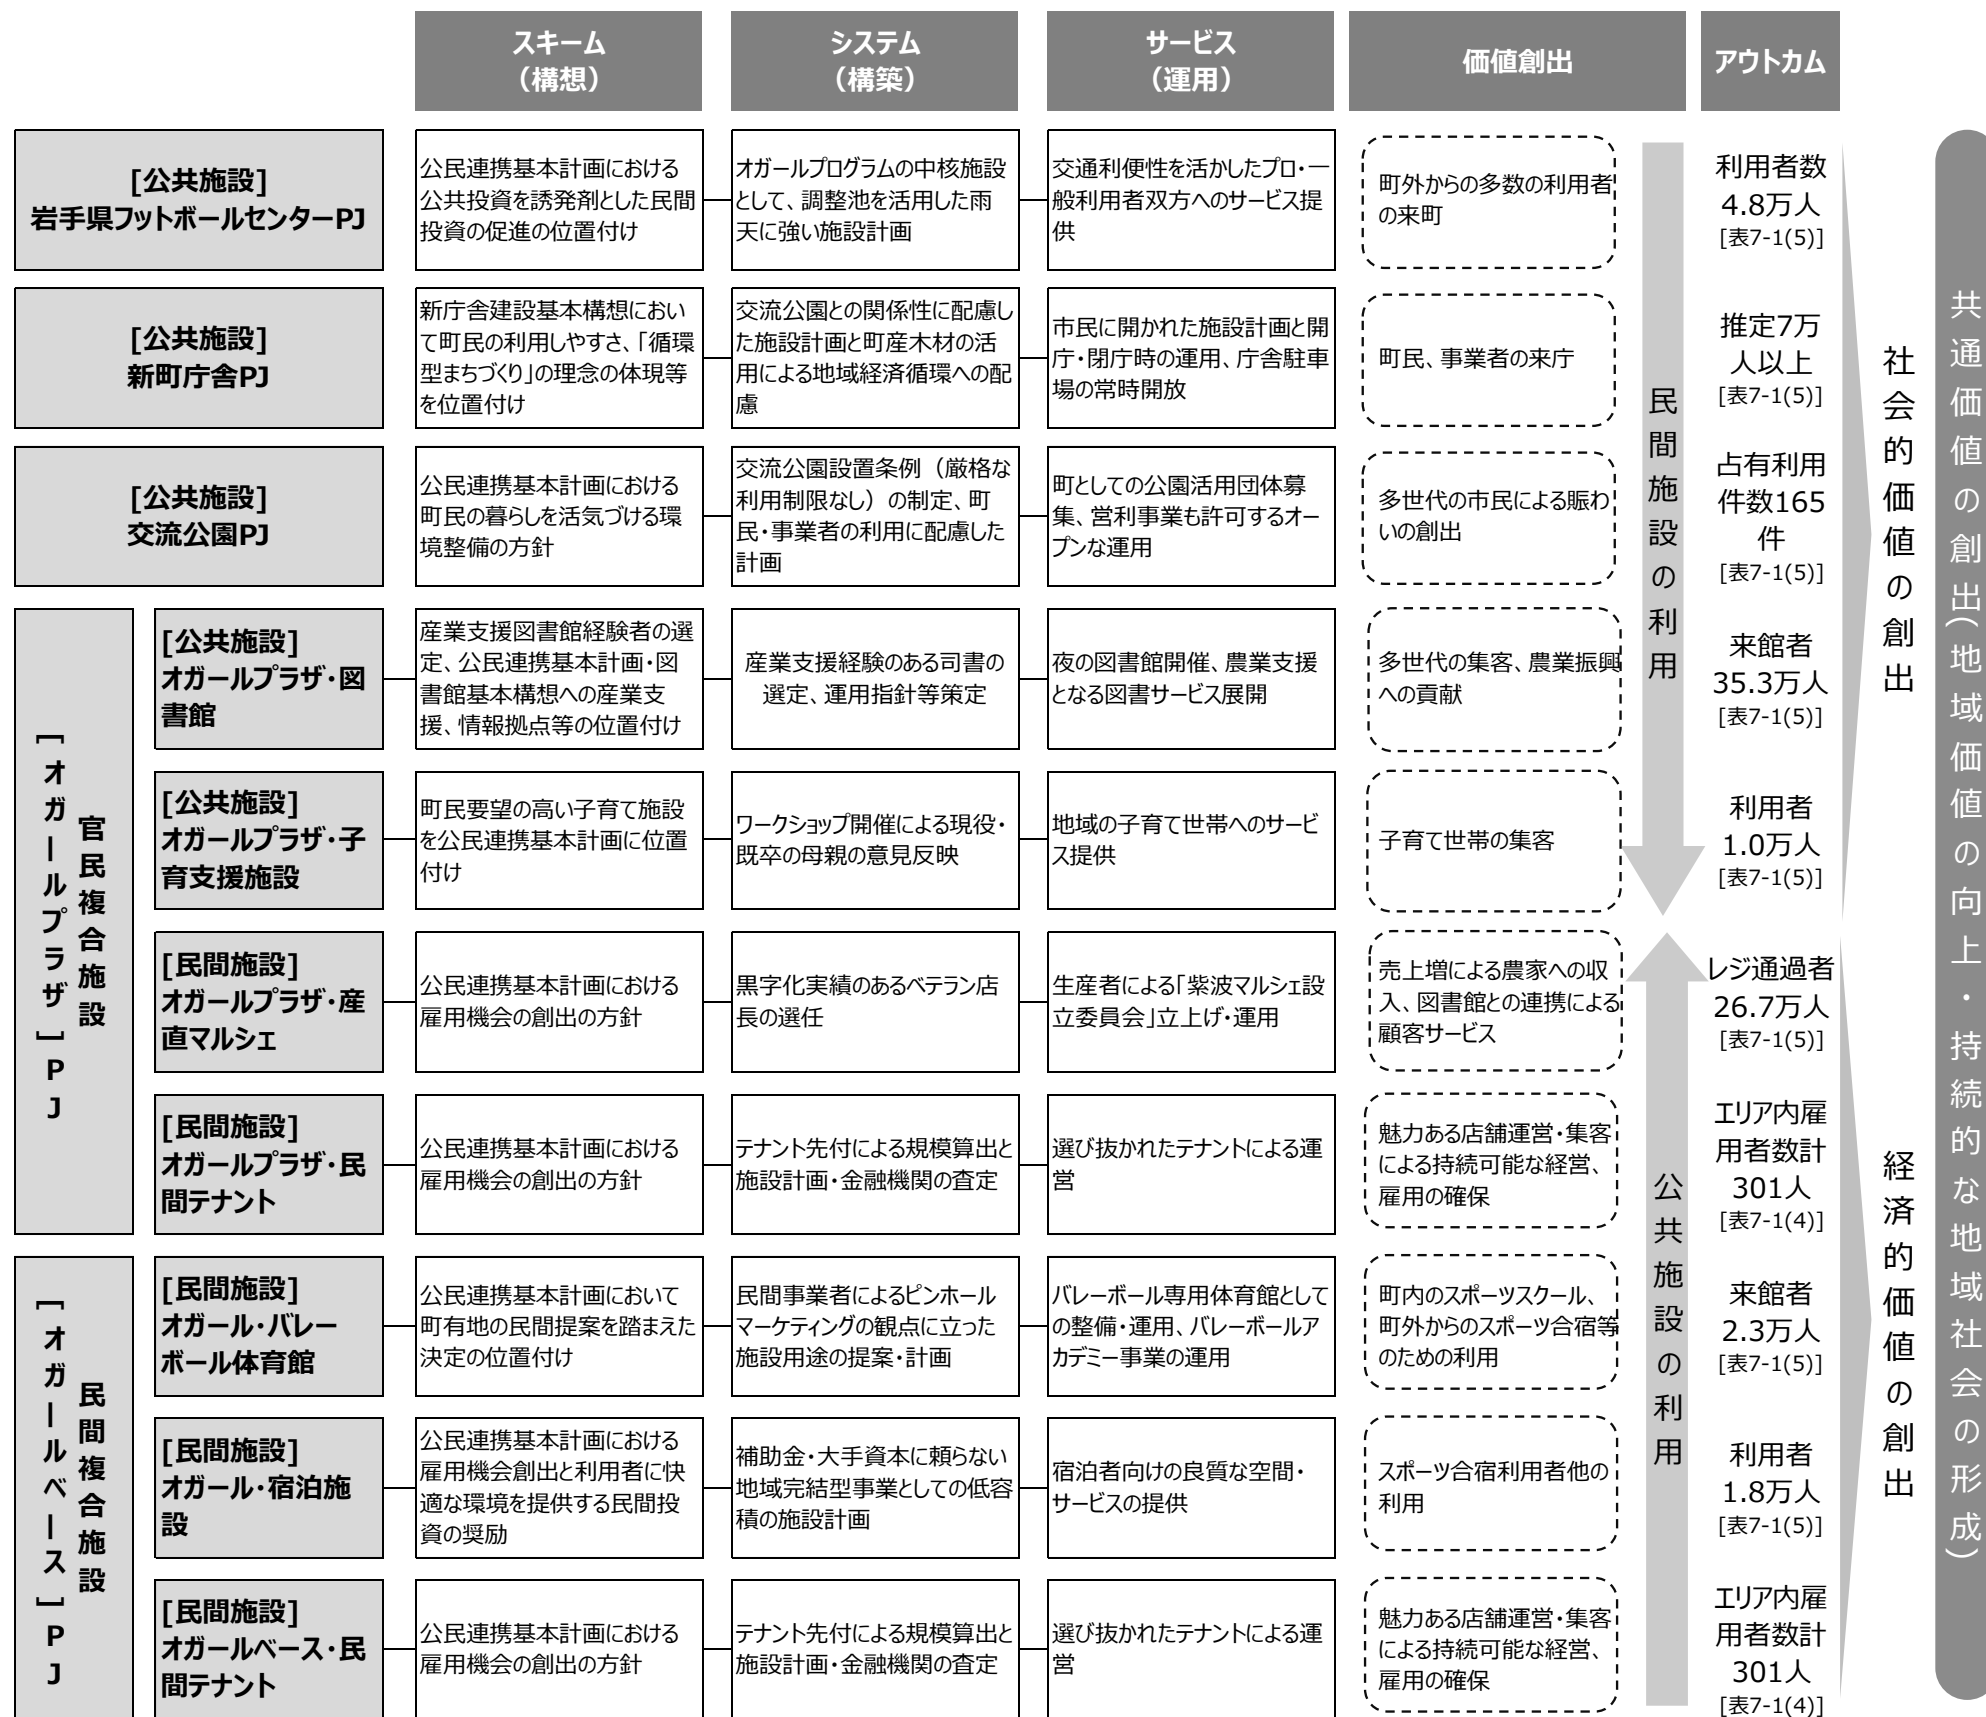 スキーム
（構想）
システム
（構築）
サービス
（運用）
価値創出
アウトカム
[公共施設]
岩手県フットボールセンターPJ
公民連携基本計画における
公共投資を誘発剤とした民間
投資の促進の位置付け
オガールプログラムの中核施設
として、調整池を活用した雨
天に強い施設計画
交通利便性を活かしたプロ・一
般利用者双方へのサービス提
供
町外からの多数の利用者
の来町
利用者数
4.8万人
[表7-1(5)]
[公共施設]
新町庁舎PJ
新庁舎建設基本構想におい
て町民の利用しやすさ、「循環
型まちづくり」の理念の体現等
を位置付け
交流公園との関係性に配慮し
た施設計画と町産木材の活
用による地域経済循環への配
慮
市民に開かれた施設計画と開
庁・閉庁時の運用、庁舎駐車
場の常時開放
町民、事業者の来庁
推定7万
人以上
[表7-1(5)]
[公共施設]
交流公園PJ
公民連携基本計画における
町民の暮らしを活気づける環
境整備の方針
交流公園設置条例（厳格な
利用制限なし）の制定、町
民・事業者の利用に配慮した
計画
町としての公園活用団体募
集、営利事業も許可するオー
プンな運用
多世代の市民による賑わ
いの創出
占有利用
件数165
件
[表7-1(5)]
官民複合施設
[オガールプラザ]PJ
[公共施設]
オガールプラザ・図
書館
産業支援図書館経験者の選
定、公民連携基本計画・図
書館基本構想への産業支
援、情報拠点等の位置付け
産業支援経験のある司書の
選定、運用指針等策定
夜の図書館開催、農業支援
となる図書サービス展開
多世代の集客、農業振興
への貢献
来館者
35.3万人
[表7-1(5)]
[公共施設]
オガールプラザ・子
育支援施設
町民要望の高い子育て施設
を公民連携基本計画に位置
付け
ワークショップ開催による現役・
既卒の母親の意見反映
地域の子育て世帯へのサービ
ス提供
子育て世帯の集客
利用者
1.0万人
[表7-1(5)]
[民間施設]
オガールプラザ・産
直マルシェ
公民連携基本計画における
雇用機会の創出の方針
黒字化実績のあるベテラン店
長の選任
生産者による「紫波マルシェ設
立委員会」立上げ・運用
売上増による農家への収
入、図書館との連携による
顧客サービス
レジ通過者
26.7万人
[表7-1(5)]
[民間施設]
オガールプラザ・民
間テナント
公民連携基本計画における
雇用機会の創出の方針
テナント先付による規模算出と
施設計画・金融機関の査定
選び抜かれたテナントによる運
営
魅力ある店舗運営・集客
による持続可能な経営、
雇用の確保
エリア内雇
用者数計
301人
[表7-1(4)]
民間複合施設
[オガールベース]PJ
[民間施設]
オガール・バレー
ボール体育館
公民連携基本計画において
町有地の民間提案を踏まえた
決定の位置付け
民間事業者によるピンホール
マーケティングの観点に立った
施設用途の提案・計画
バレーボール専用体育館として
の整備・運用、バレーボールア
カデミー事業の運用
町内のスポーツスクール、
町外からのスポーツ合宿等
のための利用
来館者
2.3万人
[表7-1(5)]
[民間施設]
オガール・宿泊施
設
公民連携基本計画における
雇用機会創出と利用者に快
適な環境を提供する民間投
資の奨励
補助金・大手資本に頼らない
地域完結型事業としての低容
積の施設計画
宿泊者向けの良質な空間・
サービスの提供
スポーツ合宿利用者他の
利用
利用者
1.8万人
[表7-1(5)]
[民間施設]
オガールベース・民
間テナント
公民連携基本計画における
雇用機会の創出の方針
テナント先付による規模算出と
施設計画・金融機関の査定
選び抜かれたテナントによる運
営
魅力ある店舗運営・集客
による持続可能な経営、
雇用の確保
エリア内雇
用者数計
301人
[表7-1(4)]
民間施設の利用
公共施設の利用
社会的価値の創出
経済的価値の創出
共通価値の創出(地域価値の向上・持続的な地域社会の形成)